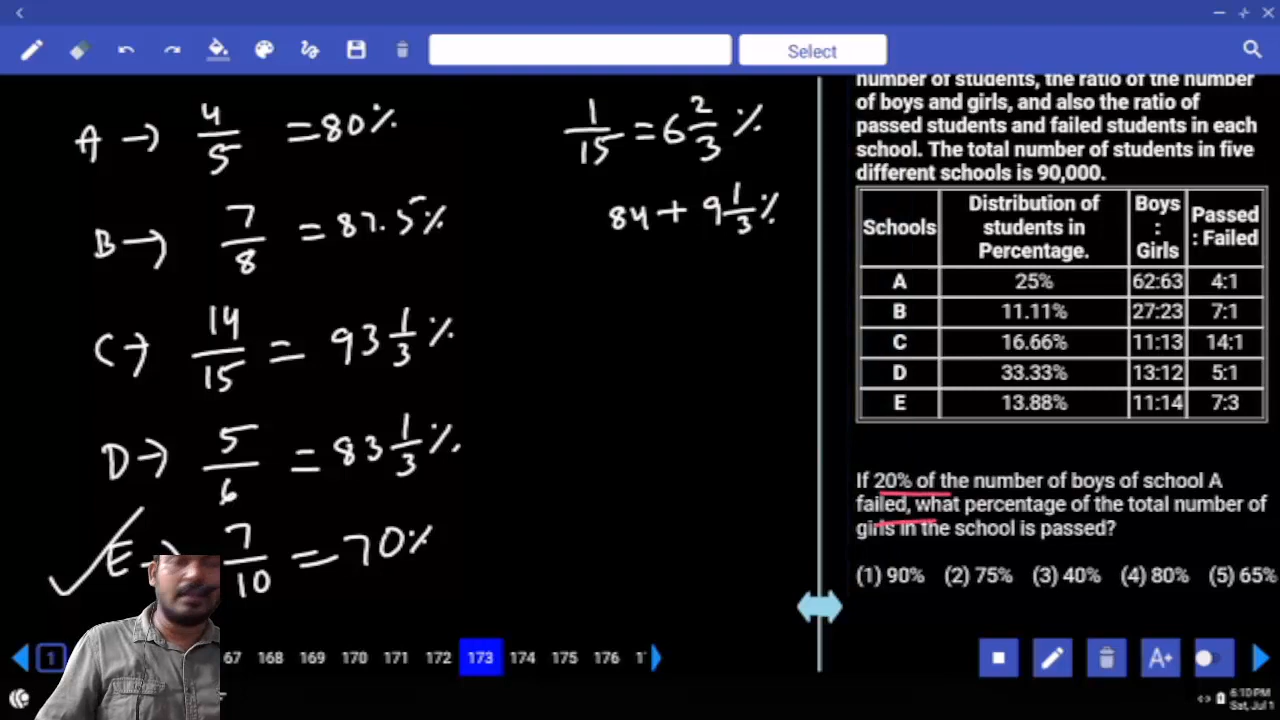 Select
A → 4/5 = 80%
1/15 = 6 2/3 %
84 + 9 1/3 %
B → 7/8 = 87.5%
C → 14/15 = 93 1/3 %
D → 5/6 = 83 1/3 %.
E → 7/10 = 70%
number of students, the ratio of the number
of boys and girls, and also the ratio of
passed students and failed students in each
school. The total number of students in five
different schools is 90,000.
Schools | Distribution of students in Percentage. | Boys : Girls | Passed : Failed
A | 25% | 62:63 | 4:1
B | 11.11% | 27:23 | 7:1
C | 16.66% | 11:13 | 14:1
D | 33.33% | 13:12 | 5:1
E | 13.88% | 11:14 | 7:3
If 20% of the number of boys of school A
failed, what percentage of the total number of
girls in the school is passed?
(1) 90% (2) 75% (3) 40% (4) 80% (5) 65%
1 67 168 169 170 171 172 173 174 175 176 1
A+
6:10 PM
Sat, Jul 1